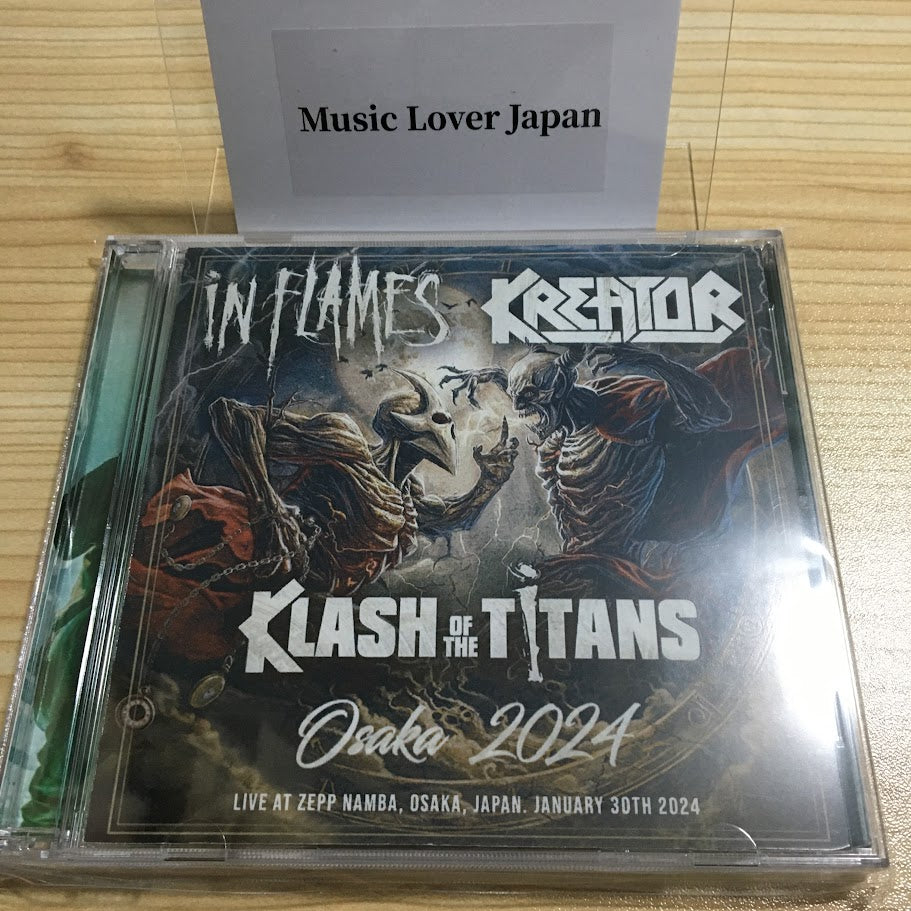 Music Lover Japan
IN FLAMES KREATOR
KLASH OF THE TITANS
Osaka 2024
LIVE AT ZEPP NAMBA, OSAKA, JAPAN. JANUARY 30TH 2024